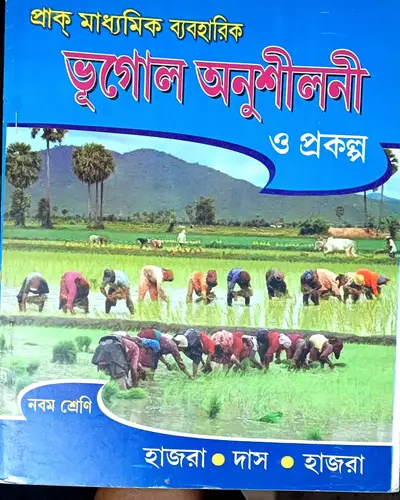 প্রাক্ মাধ্যমিক ব্যবহারিক
ভূগোল অনুশীলনী
ও প্রকল্প
নবম শ্রেণি
হাজরা • দাস • হাজরা